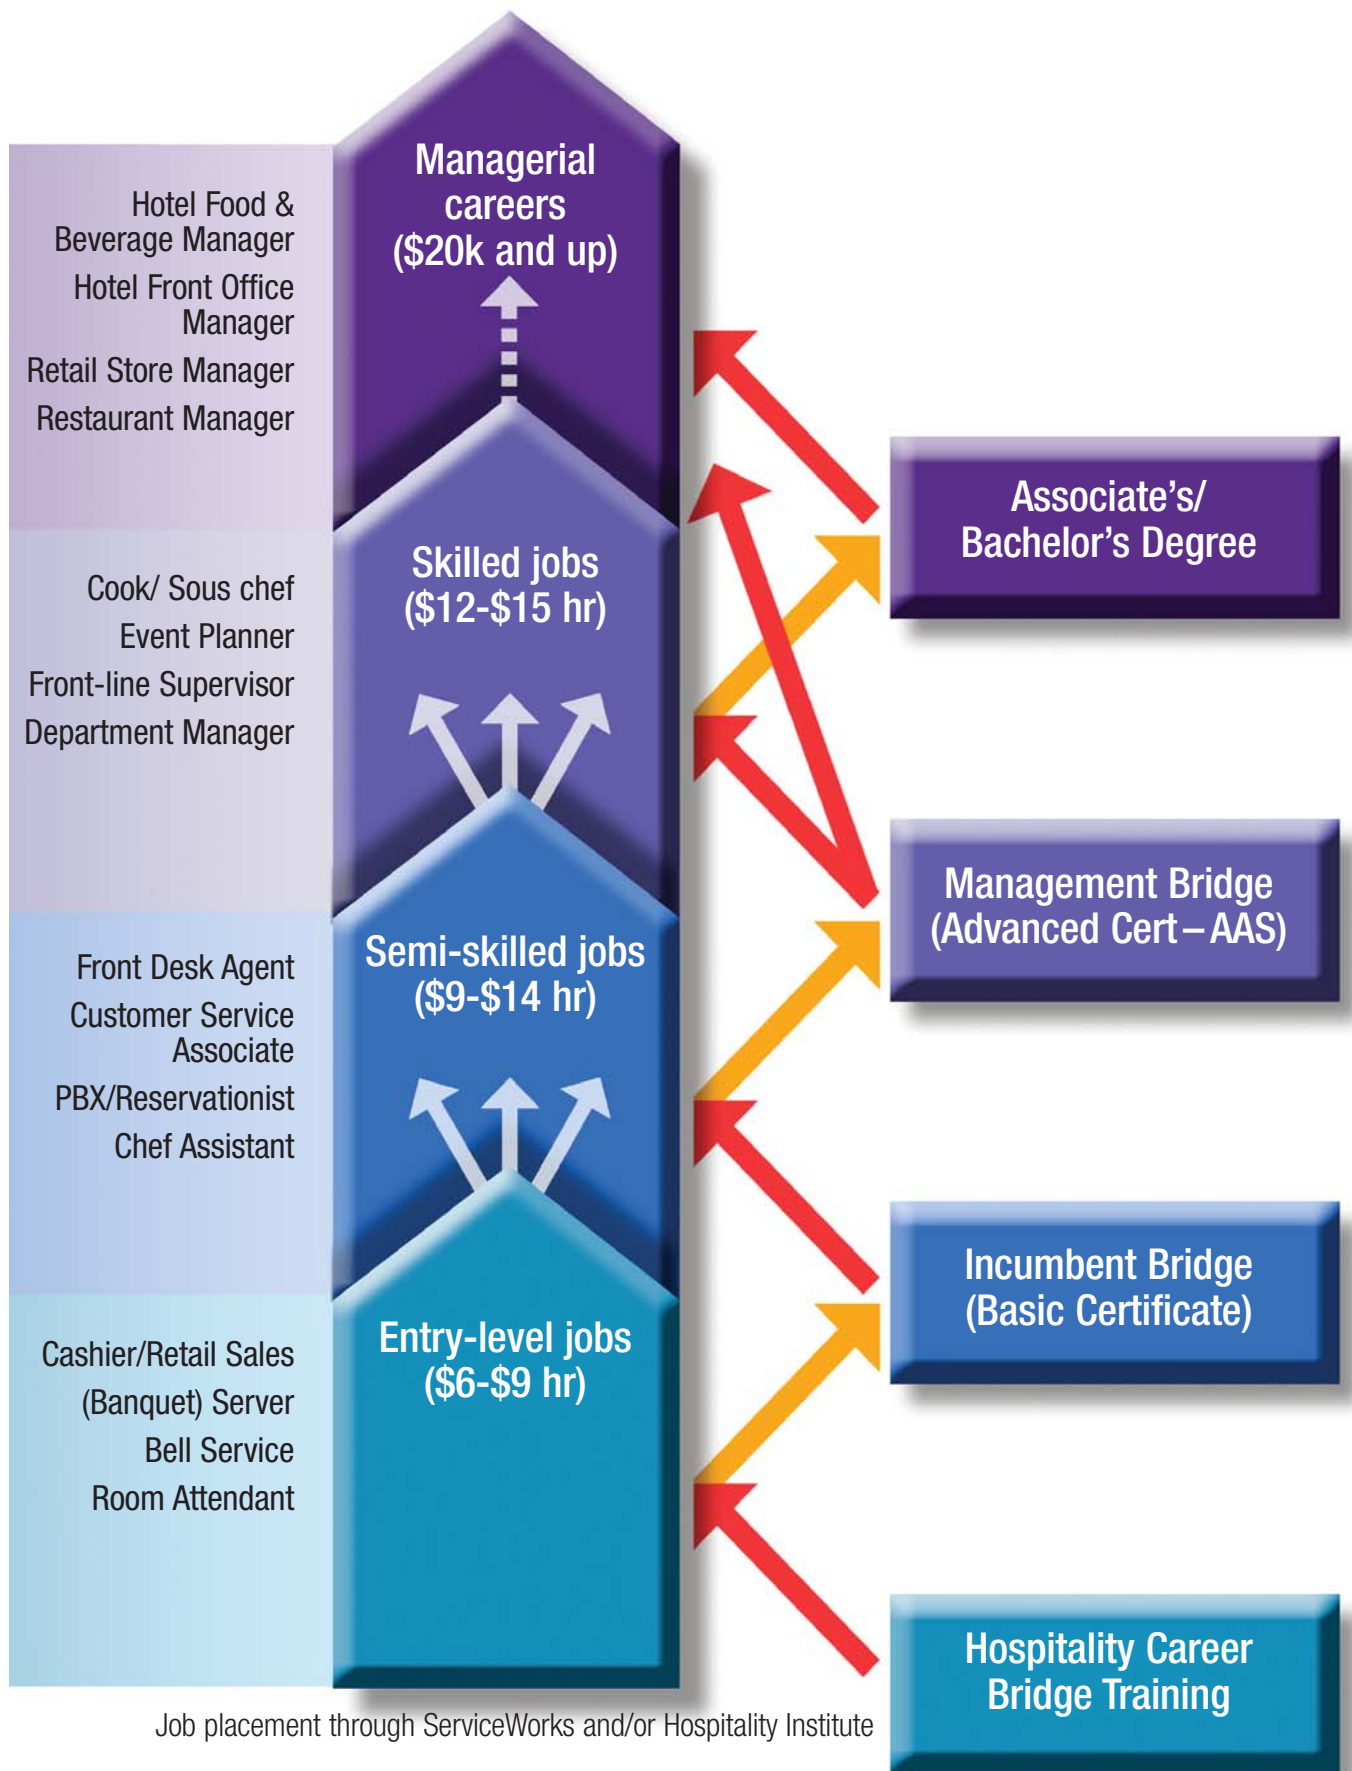 Managerial
careers
($20k and up)
Hotel Food &
Beverage Manager
Hotel Front Office
Manager
Retail Store Manager
Restaurant Manager
Associate's/
Bachelor's Degree
Skilled jobs
($12-$15 hr)
Cook/ Sous chef
Event Planner
Front-line Supervisor
Department Manager
Management Bridge
(Advanced Cert – AAS)
Semi-skilled jobs
($9-$14 hr)
Front Desk Agent
Customer Service
Associate
PBX/Reservationist
Chef Assistant
Incumbent Bridge
(Basic Certificate)
Entry-level jobs
($6-$9 hr)
Cashier/Retail Sales
(Banquet) Server
Bell Service
Room Attendant
Hospitality Career
Bridge Training
Job placement through ServiceWorks and/or Hospitality Institute